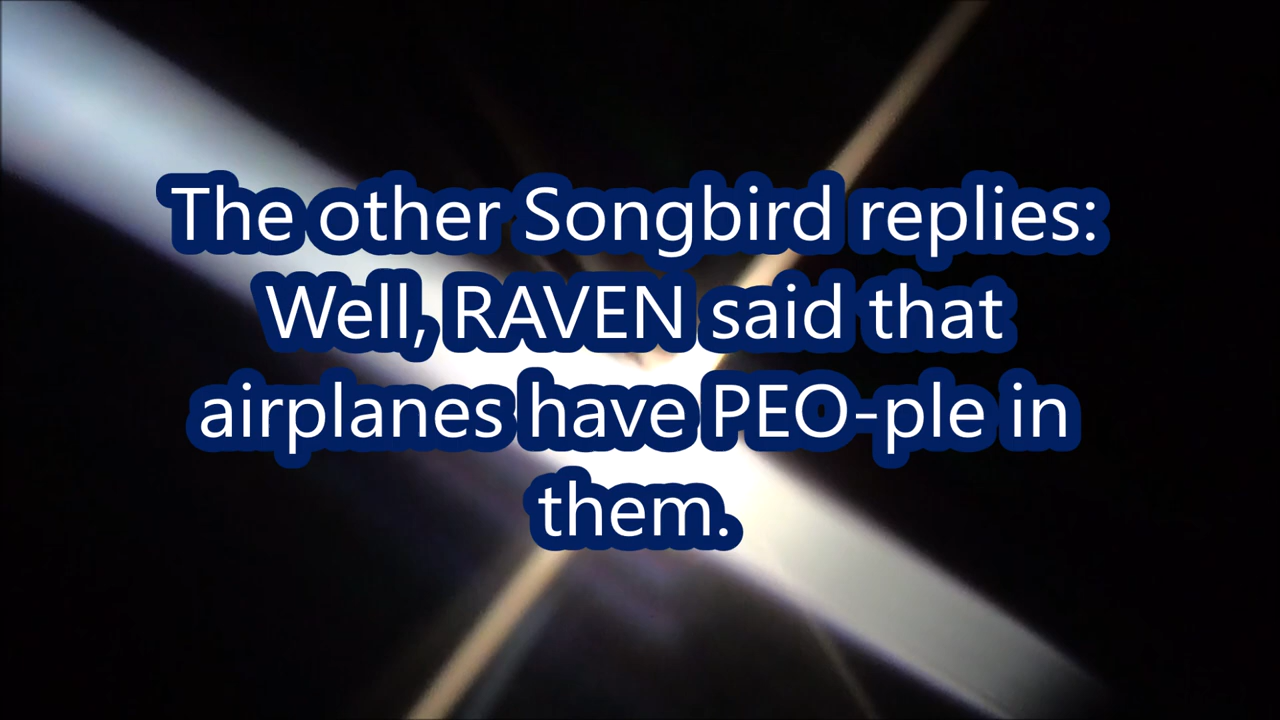 The other Songbird replies:
Well, RAVEN said that
airplanes have PEO-ple in
them.